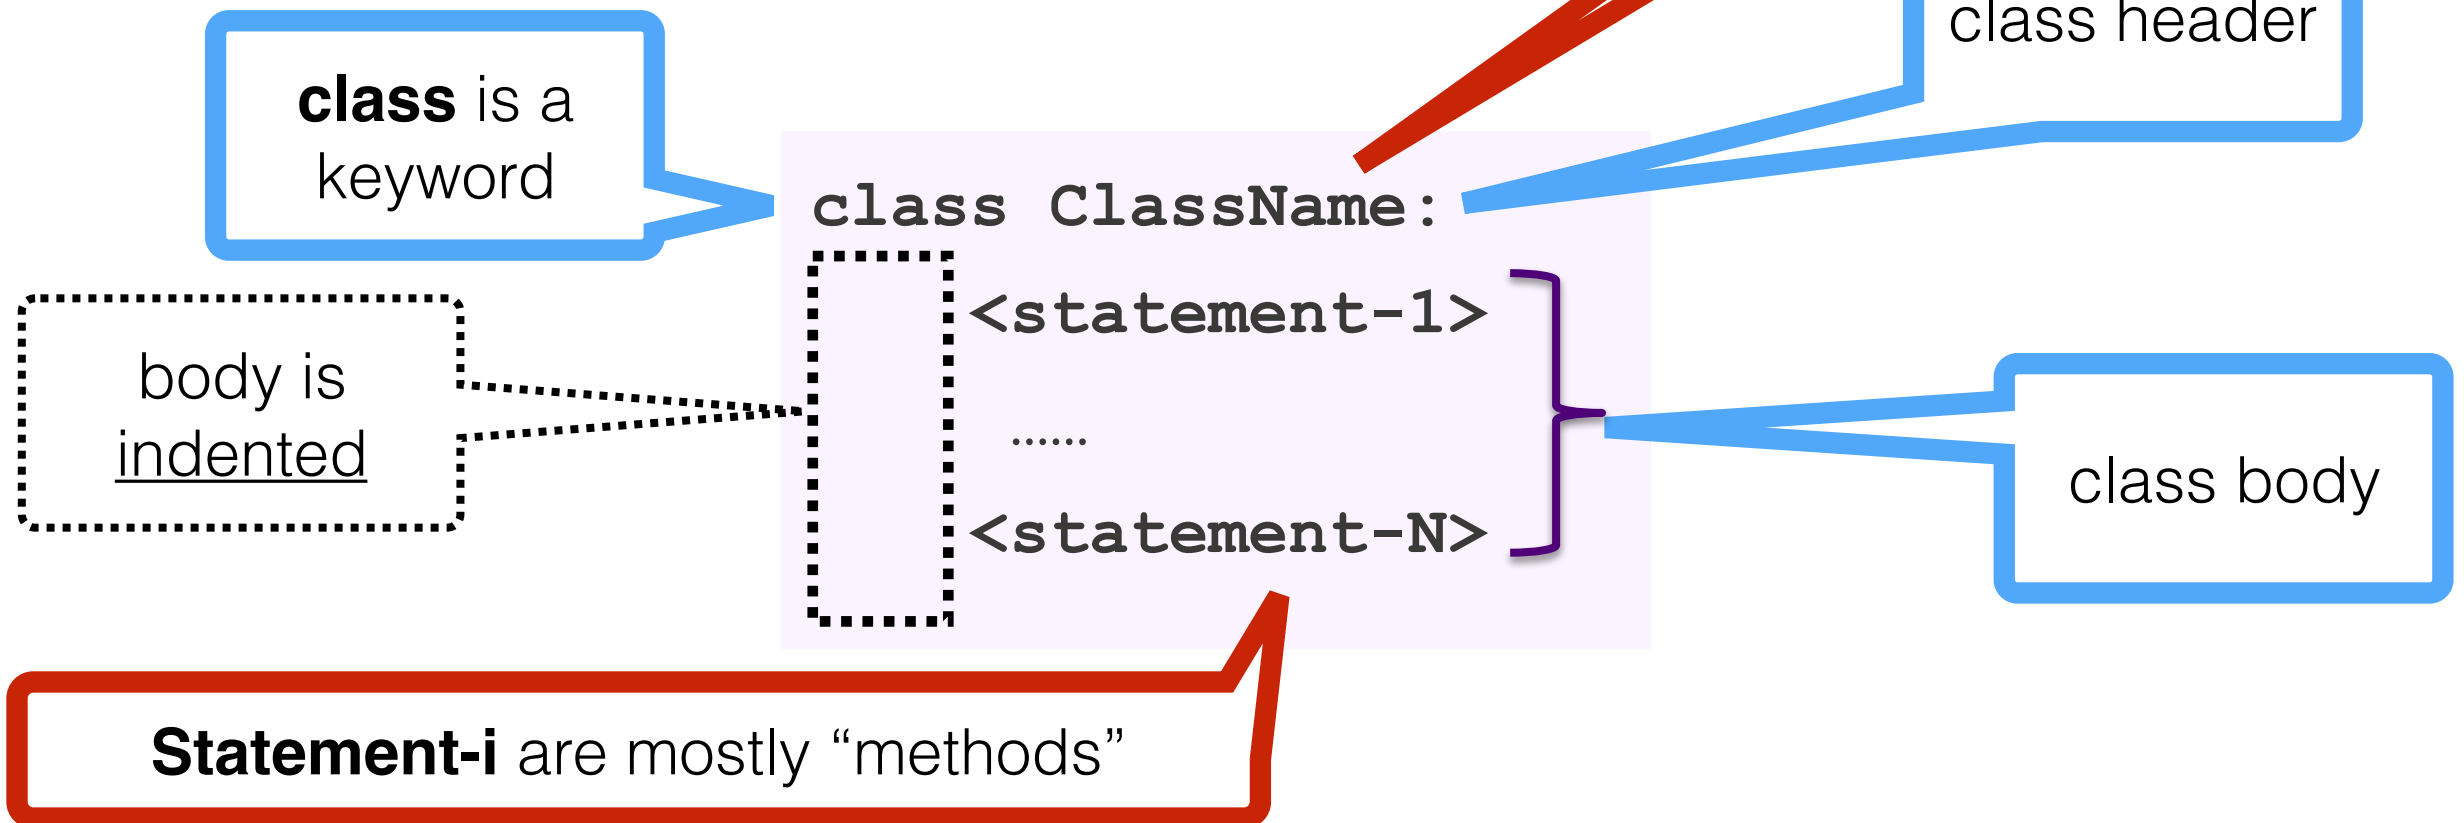 class header
class is a
keyword
class ClassName:
<statement-1>
body is
indented
......
class body
<statement-N>
Statement-i are mostly “methods”